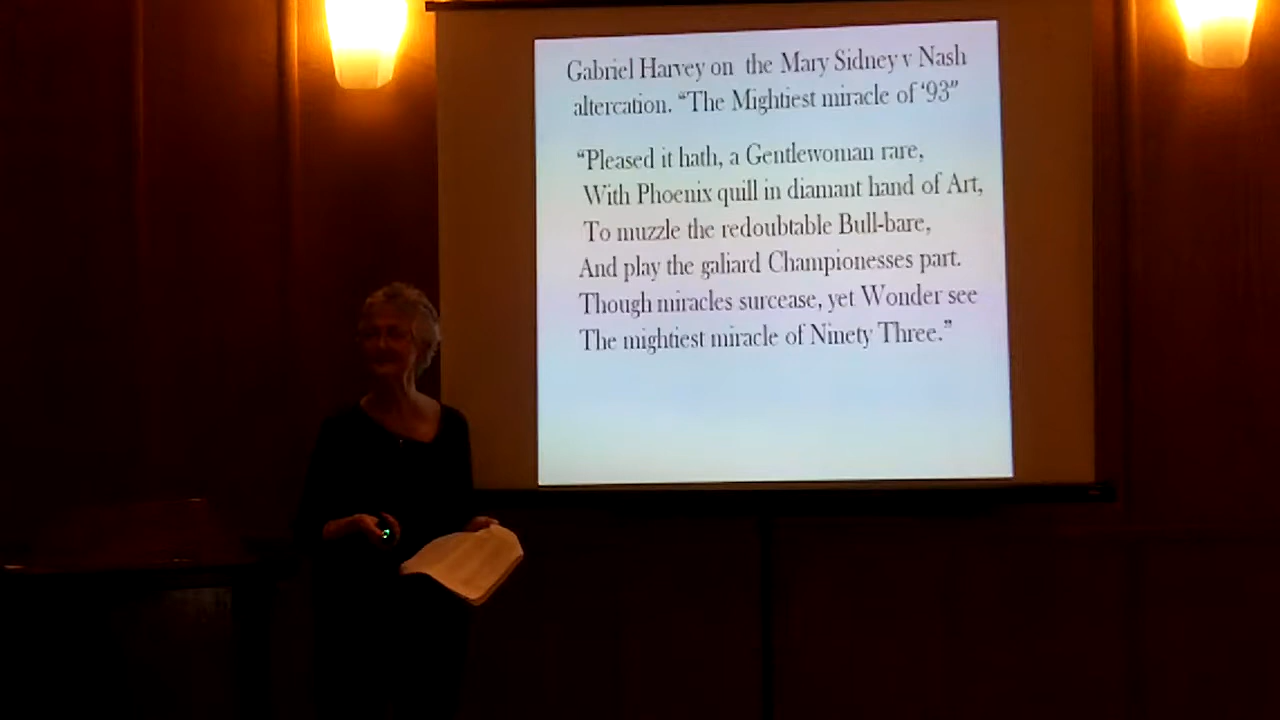 Gabriel Harvey on the Mary Sidney v Nash
altercation. “The Mightiest miracle of ‘93”
“Pleased it hath, a Gentlewoman rare,
With Phoenix quill in diamant hand of Art,
To muzzle the redoubtable Bull-bare,
And play the galiard Championesses part.
Though miracles surcease, yet Wonder see
The mightiest miracle of Ninety Three.”